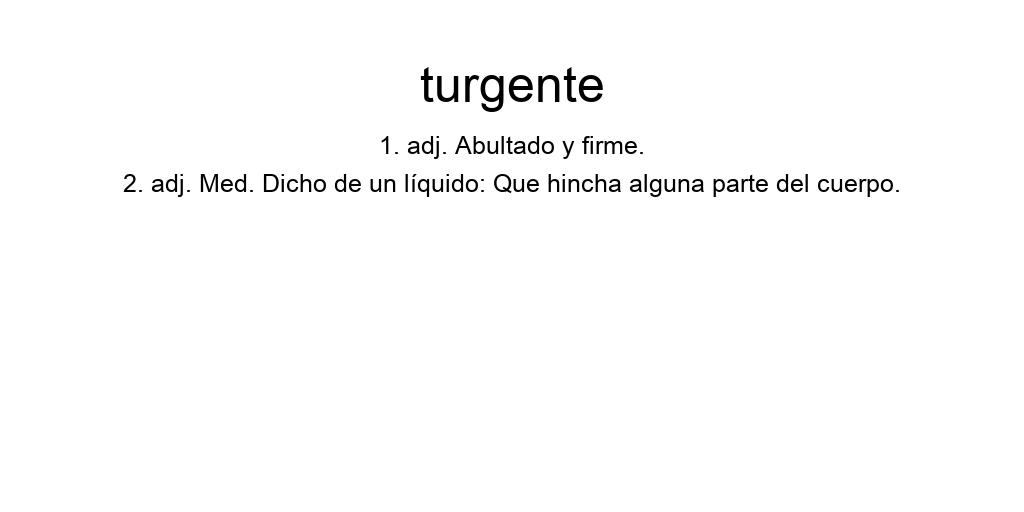 turgente
1. adj. Abultado y firme.
2. adj. Med. Dicho de un líquido: Que hincha alguna parte del cuerpo.